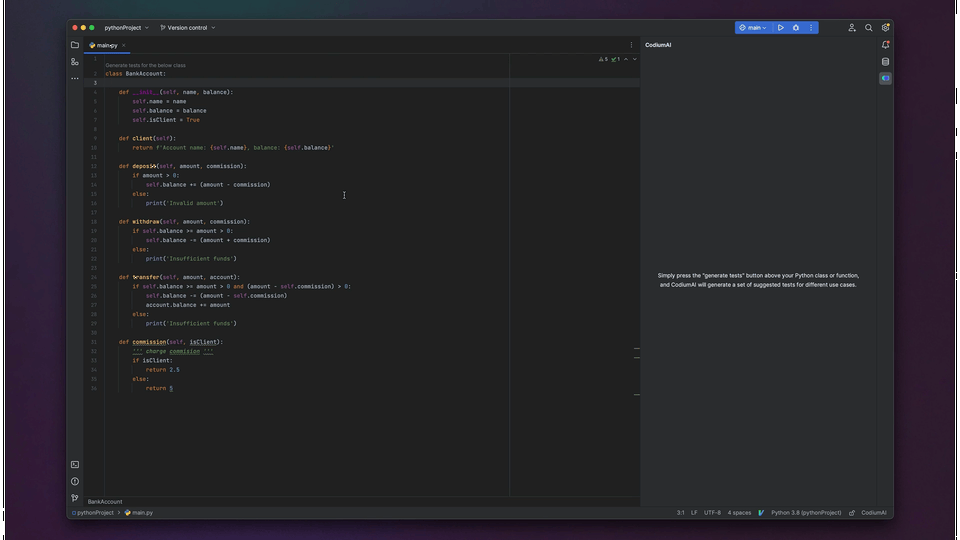 pythonProject
Version control
main
main.py
CodiumAI
5
1
1
Generate tests for the below class
2 class BankAccount:
3
4 def __init__(self, name, balance):
5 self.name = name
6 self.balance = balance
7 self.isClient = True
8
9 def client(self):
10 return f'Account name: {self.name}, balance: {self.balance}'
11
12 def deposit(self, amount, commission):
13 if amount > 0:
14 self.balance += (amount - commission)
15 else:
16 print('Invalid amount')
17
18 def withdraw(self, amount, commission):
19 if self.balance >= amount > 0:
20 self.balance -= (amount + commission)
21 else:
22 print('Insufficient funds')
23
24 def transfer(self, amount, account):
25 if self.balance >= amount > 0 and (amount - self.commission) > 0:
26 self.balance -= (amount - self.commission)
27 account.balance += amount
28 else:
29 print('Insufficient funds')
30
31 def commission(self, isClient):
32 ''' charge commision '''
33 if isClient:
34 return 2.5
35 else:
36 return 5
Simply press the "generate tests" button above your Python class or function,
and CodiumAI will generate a set of suggested tests for different use cases.
BankAccount
pythonProject > main.py
3:1 LF UTF-8 4 spaces Python 3.8 (pythonProject) CodiumAI